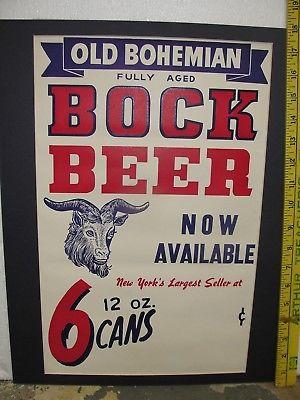 OLD BOHEMIAN
FULLY AGED
BOCK
BEER
NOW
AVAILABLE
New York's Largest Seller at
6 12 oz.
CANS
¢